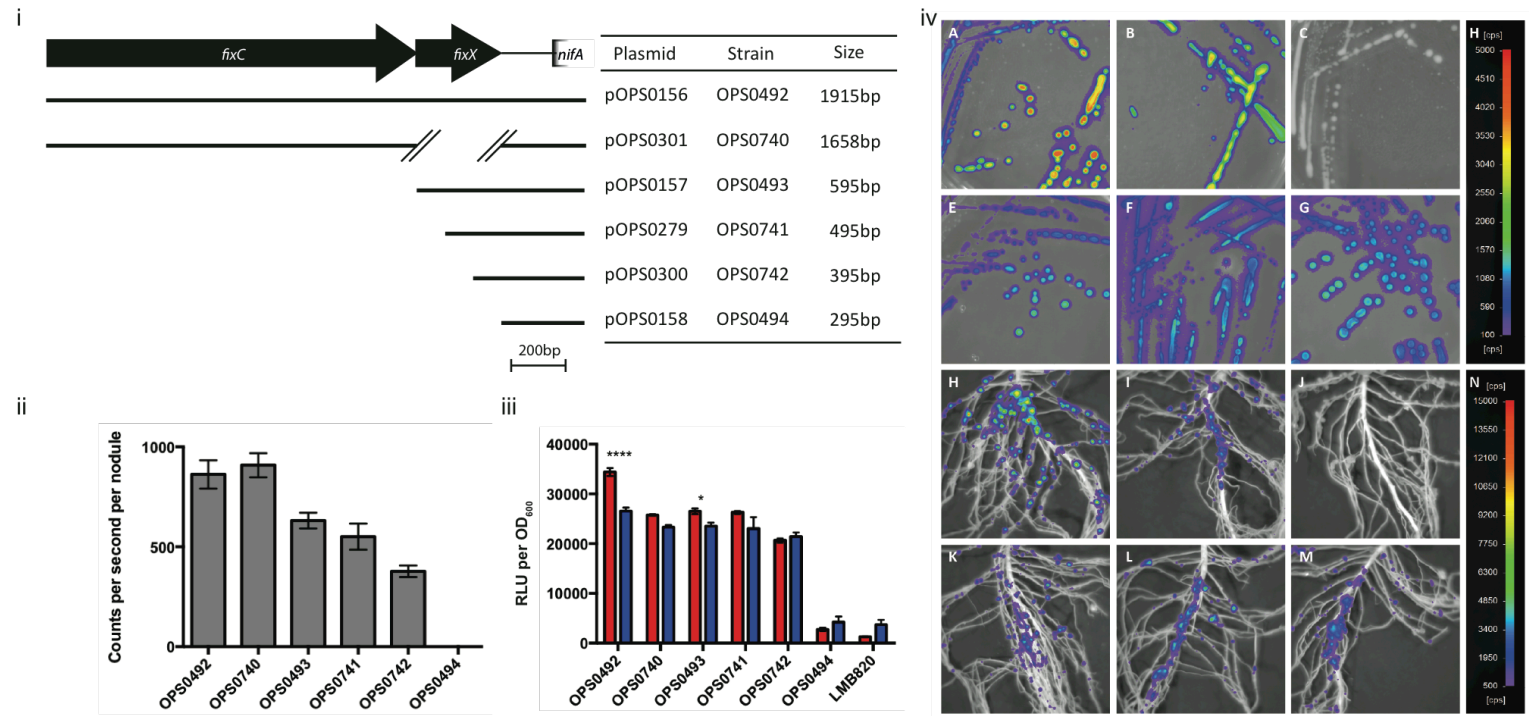 i
fixC
fixX
nifA
Plasmid Strain Size
pOPS0156 OPS0492 1915bp
pOPS0301 OPS0740 1658bp
pOPS0157 OPS0493 595bp
pOPS0279 OPS0741 495bp
pOPS0300 OPS0742 395bp
pOPS0158 OPS0494 295bp
200bp
ii
Counts per second per nodule
1000
500
0
OPS0492
OPS0740
OPS0493
OPS0741
OPS0742
OPS0494
iii
RLU per OD600
40000
30000
20000
10000
0
****
*
OPS0492
OPS0740
OPS0493
OPS0741
OPS0742
OPS0494
LMB820
iv
A
B
C
H [cps]
5000
4510
4020
3530
3040
2550
2060
1570
1080
590
100
[cps]
E
F
G
H
I
J
N
[cps]
15000
13550
12100
10650
9200
7750
6300
4850
3400
1950
500
[cps]
K
L
M